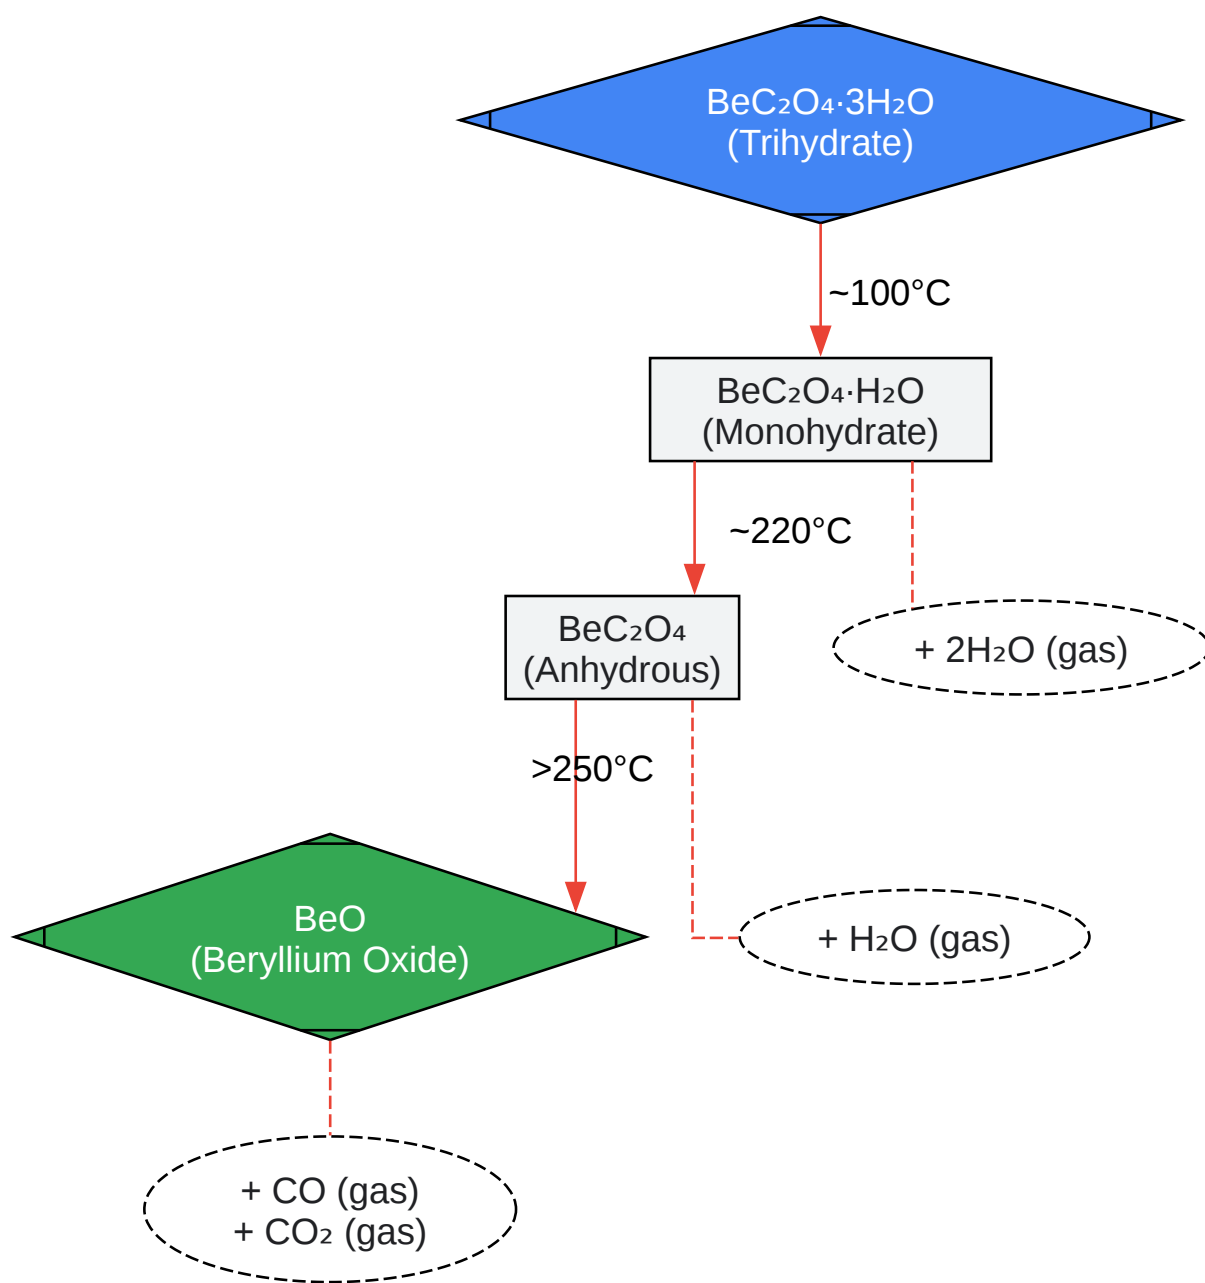 BeC₂O₄·3H₂O
(Trihydrate)
~100°C
BeC₂O₄·H₂O
(Monohydrate)
~220°C
BeC₂O₄
(Anhydrous)
+ 2H₂O (gas)
>250°C
BeO
(Beryllium Oxide)
+ H₂O (gas)
+ CO (gas)
+ CO₂ (gas)